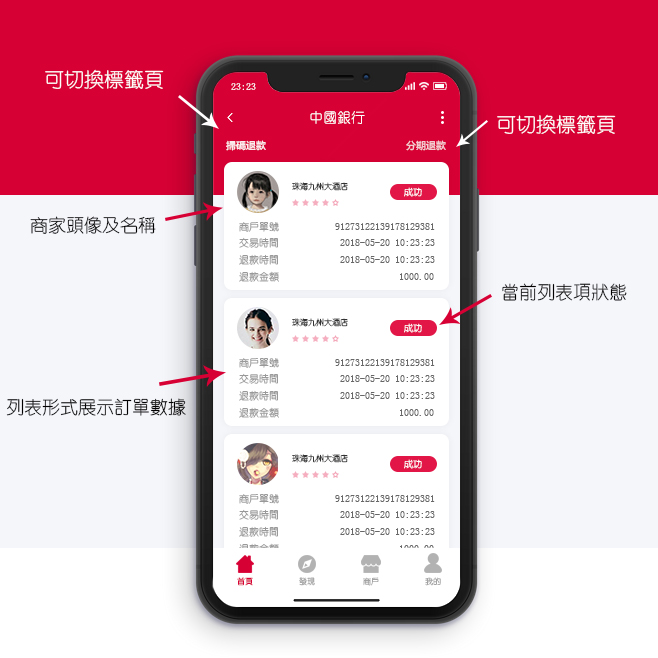 可切換標籤頁
23:23
中國銀行
可切換標籤頁
掃碼退款
分期退款
珠海九州大酒店
成功
商家頭像及名稱
商戶單號 91273122139178129381
交易時間 2018-05-20 10:23:23
退款時間 2018-05-20 10:23:23
退款金額 1000.00
當前列表項狀態
珠海九州大酒店
成功
商戶單號 91273122139178129381
交易時間 2018-05-20 10:23:23
退款時間 2018-05-20 10:23:23
列表形式展示訂單數據
退款金額 1000.00
珠海九州大酒店
成功
商戶單號 91273122139178129381
交易時間 2018-05-20 10:23:23
退款時間 2018-05-20 10:23:23
退款金額 1000.00
首頁
發現
商戶
我的